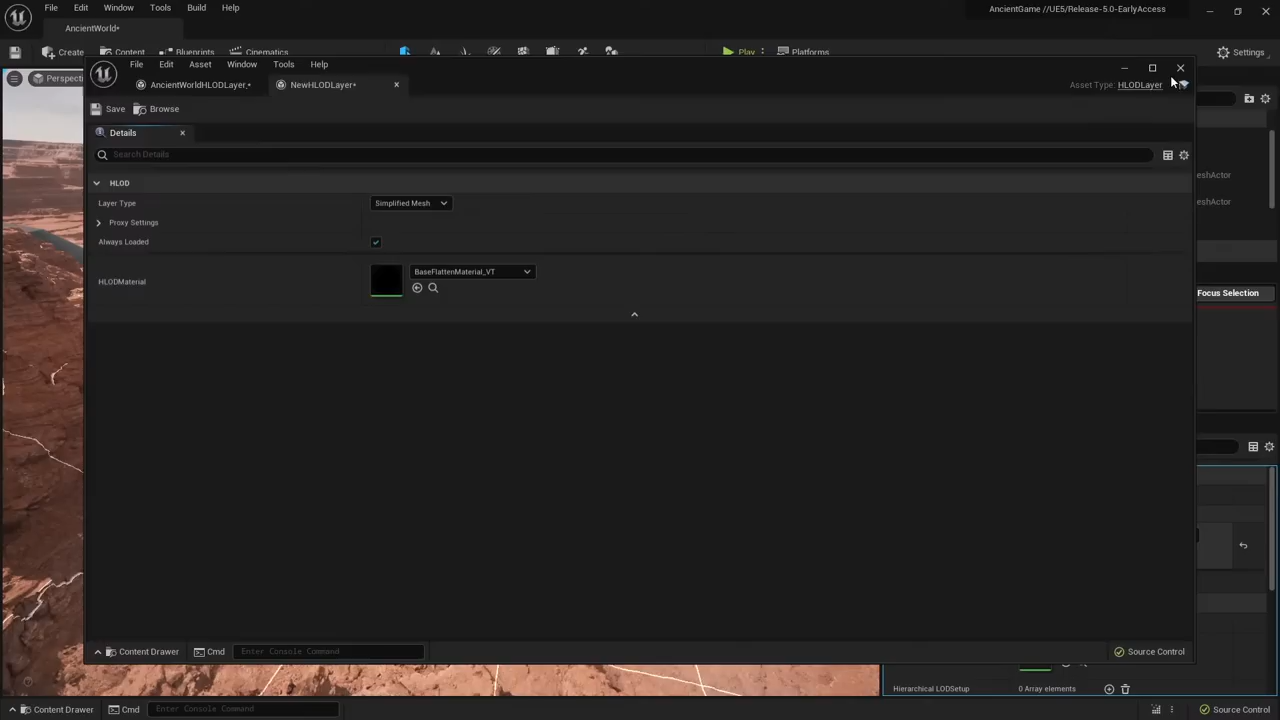 File Edit Window Tools Build Help
AncientGame //UE5/Release-5.0-EarlyAccess
AncientWorld*
Create Content Blueprints Cinematics Play Platforms Settings
File Edit Asset Window Tools Help
Perspecti
AncientWorldHLODLayer* NewHLODLayer* Asset Type: HLODLayer
Save Browse
Details
Search Details
HLOD
eshActor
Layer Type Simplified Mesh
eshActor
Proxy Settings
Always Loaded
HLODMaterial BaseFlattenMaterial_VT
Focus Selection
Content Drawer Cmd Enter Console Command Source Control
Hierarchical LODSetup 0 Array elements
Content Drawer Cmd Enter Console Command Source Control